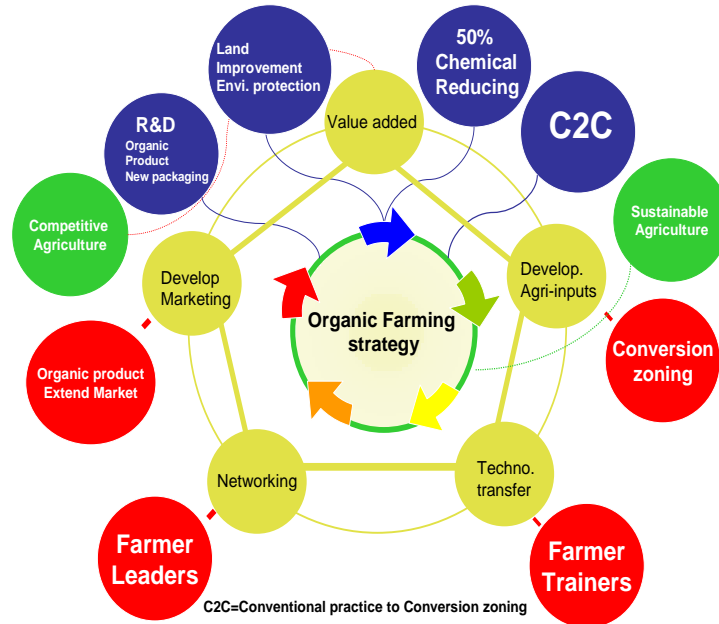 Land
Improvement
Envi. protection
50%
Chemical
Reducing
Value added
C2C
R&D
Organic
Product
New packaging
Competitive
Agriculture
Sustainable
Agriculture
Develop
Marketing
Develop.
Agri-inputs
Organic Farming
strategy
Organic product
Extend Market
Conversion
zoning
Networking
Techno.
transfer
Farmer
Leaders
Farmer
Trainers
C2C=Conventional practice to Conversion zoning